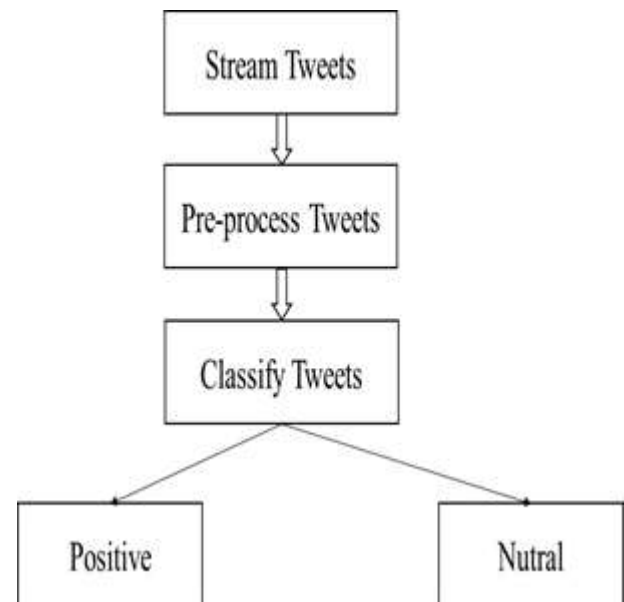 Stream Tweets
Pre-process Tweets
Classify Tweets
Positive
Nutral